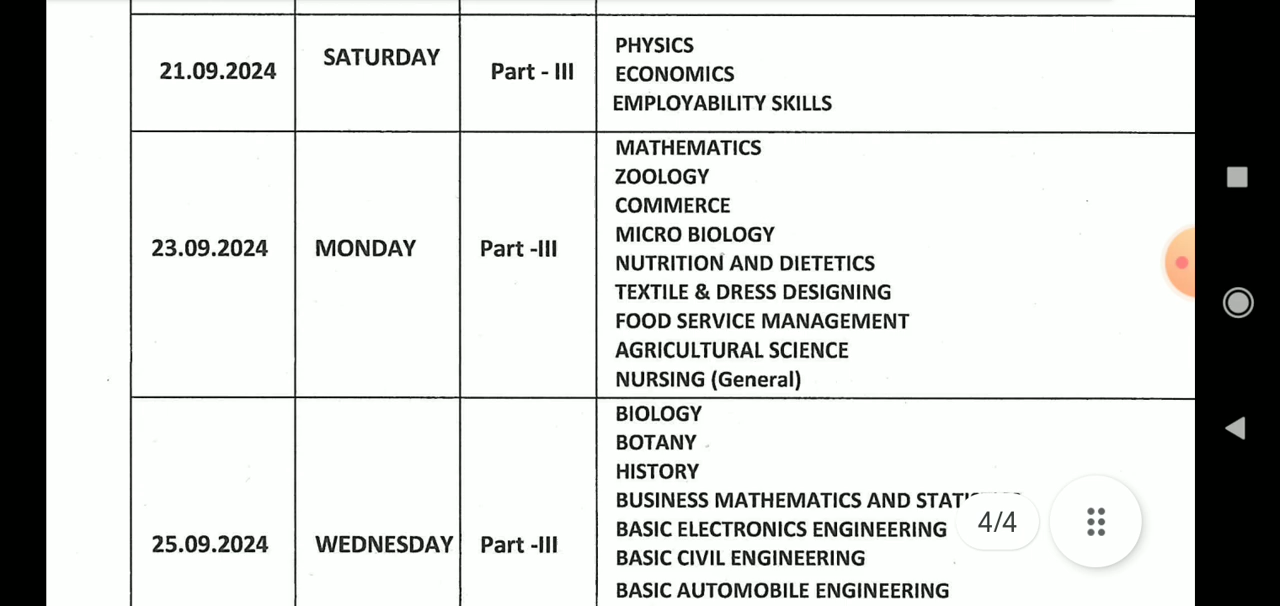 21.09.2024 SATURDAY Part - III
PHYSICS
ECONOMICS
EMPLOYABILITY SKILLS
23.09.2024 MONDAY Part -III
MATHEMATICS
ZOOLOGY
COMMERCE
MICRO BIOLOGY
NUTRITION AND DIETETICS
TEXTILE & DRESS DESIGNING
FOOD SERVICE MANAGEMENT
AGRICULTURAL SCIENCE
NURSING (General)
25.09.2024 WEDNESDAY Part -III
BIOLOGY
BOTANY
HISTORY
BUSINESS MATHEMATICS AND
BASIC ELECTRONICS ENGINEERING
BASIC CIVIL ENGINEERING
BASIC AUTOMOBILE ENGINEERING
4/4